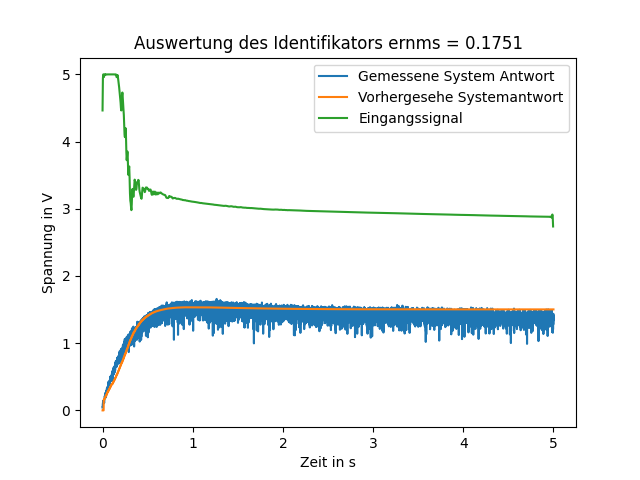 Auswertung des Identifikators ernms = 0.1751
Gemessene System Antwort
Vorhergesehe Systemantwort
Eingangssignal
Spannung in V
5
4
3
2
1
0
0 1 2 3 4 5
Zeit in s